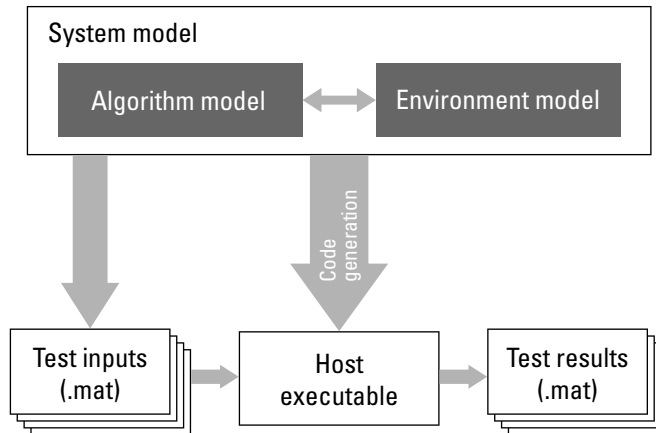 System model
Algorithm model
Environment model
Code
generation
Test inputs
(.mat)
Host
executable
Test results
(.mat)